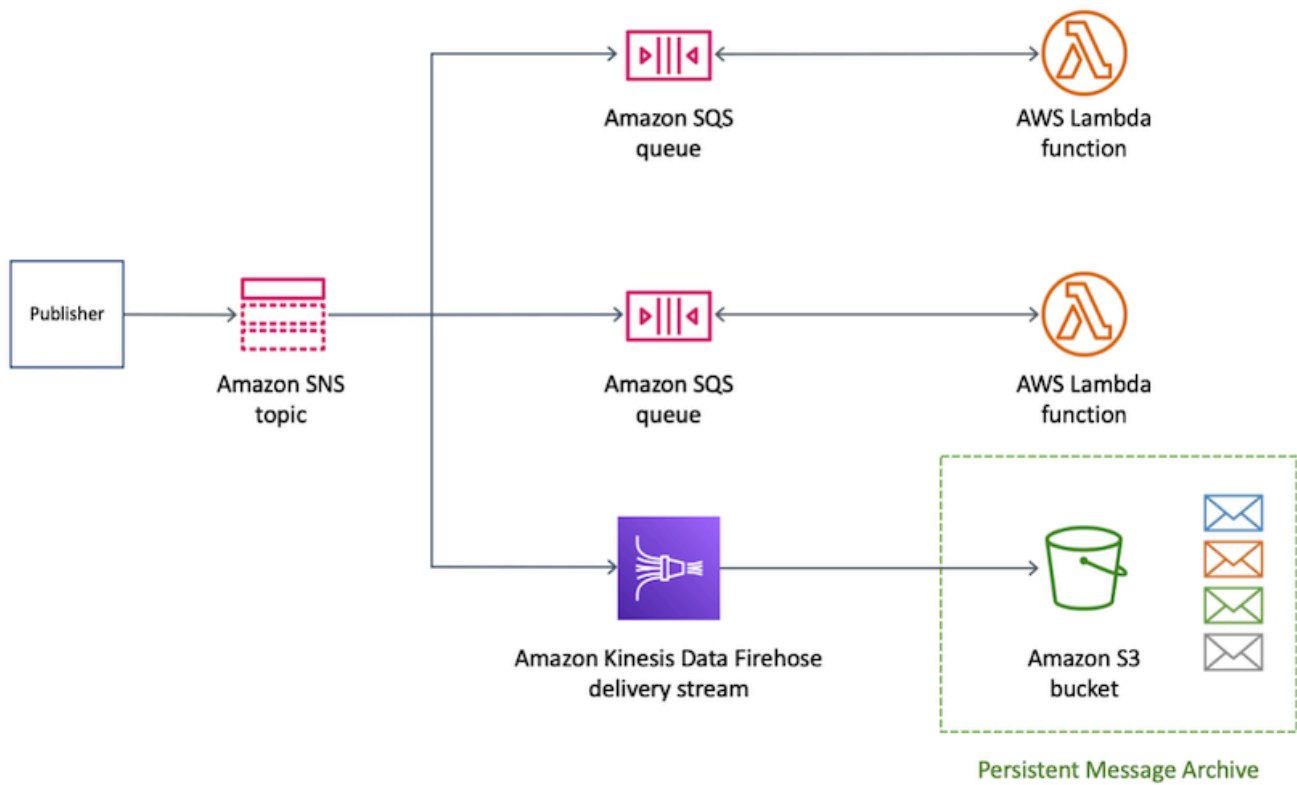 Amazon SQS
queue
AWS Lambda
function
Publisher
Amazon SNS
topic
Amazon SQS
queue
AWS Lambda
function
Amazon Kinesis Data Firehose
delivery stream
Amazon S3
bucket
Persistent Message Archive